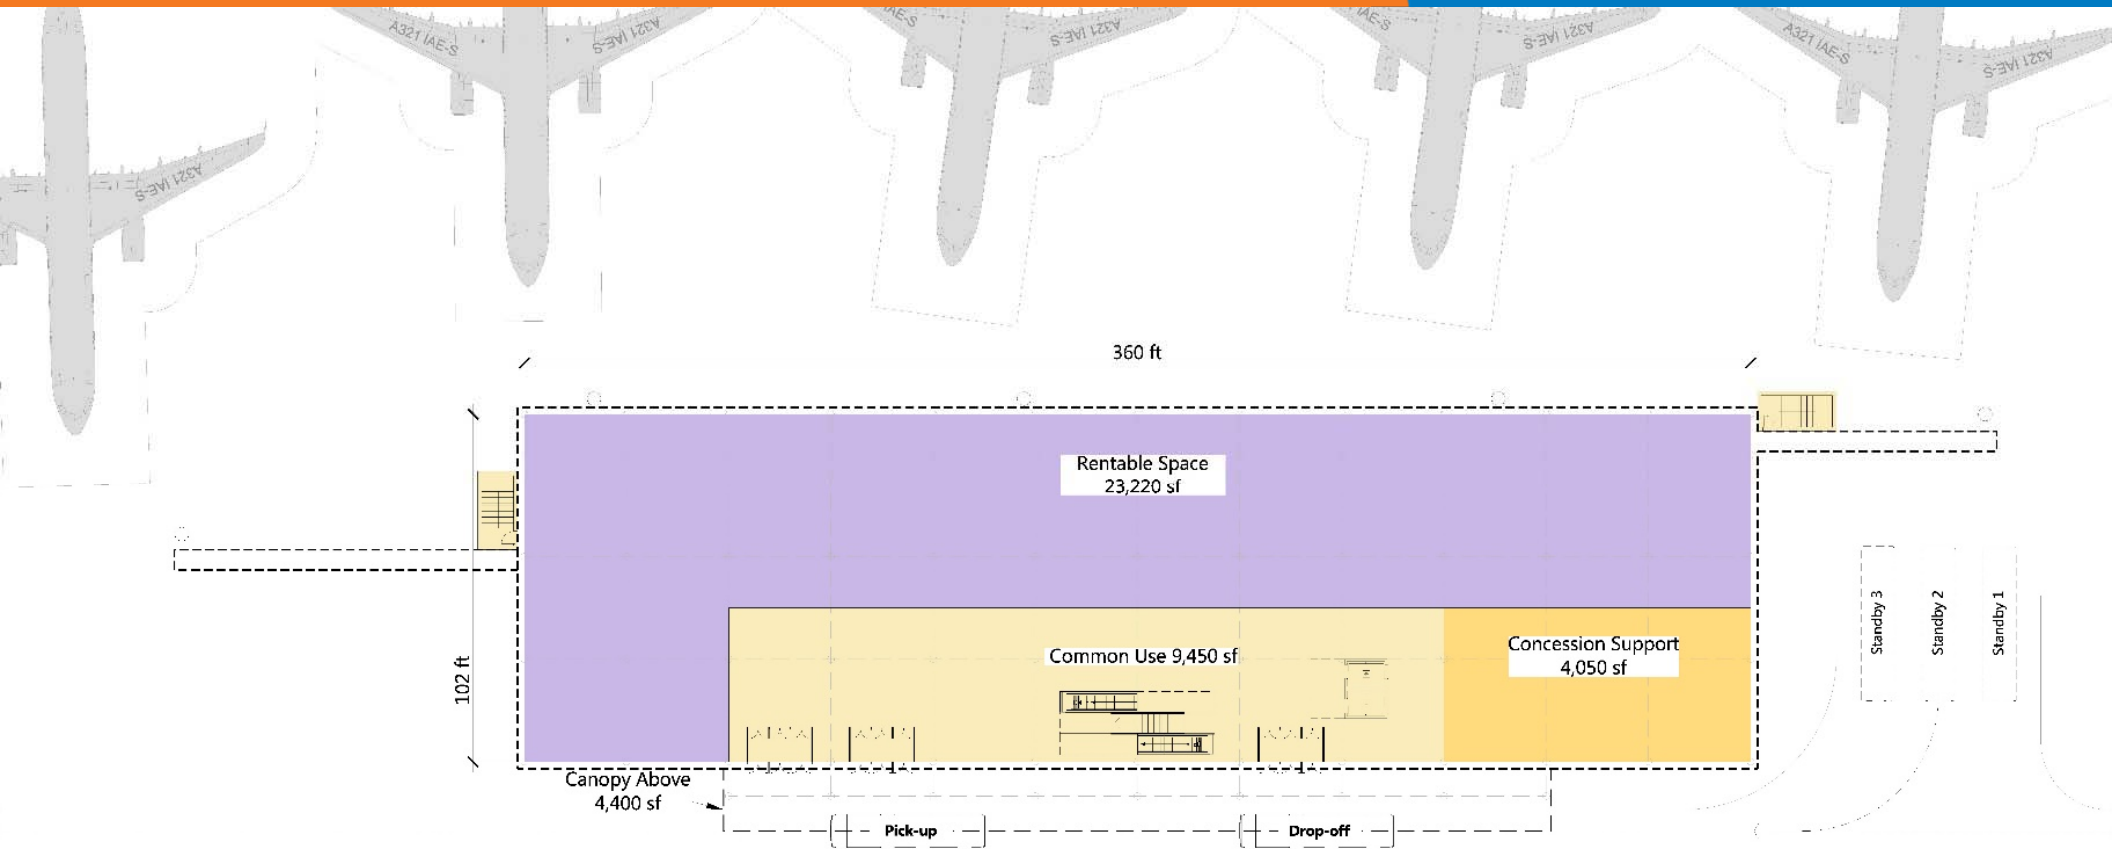 A321 IAE-S
A321 IAE-S
AE-S
A321 IAE-S
IAE-S
A321 IAE-S
A321 IAE-S
A321 IAE-S
A321 IAE-S
360 ft
Rentable Space
23,220 sf
102 ft
Common Use 9,450 sf
Concession Support
4,050 sf
Standby 3
Standby 2
Standby 1
Canopy Above
4,400 sf
Pick-up
Drop-off